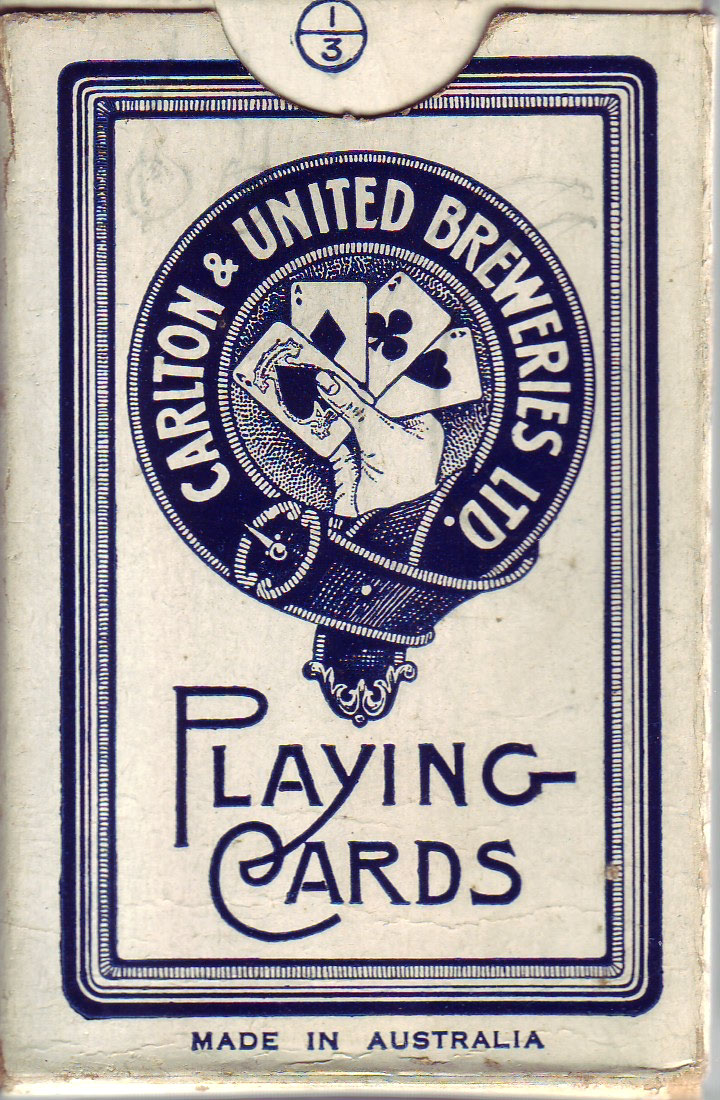 1
3
CARLTON & UNITED BREWERIES LTD.
A
A
A
PLAYING
CARDS
MADE IN AUSTRALIA